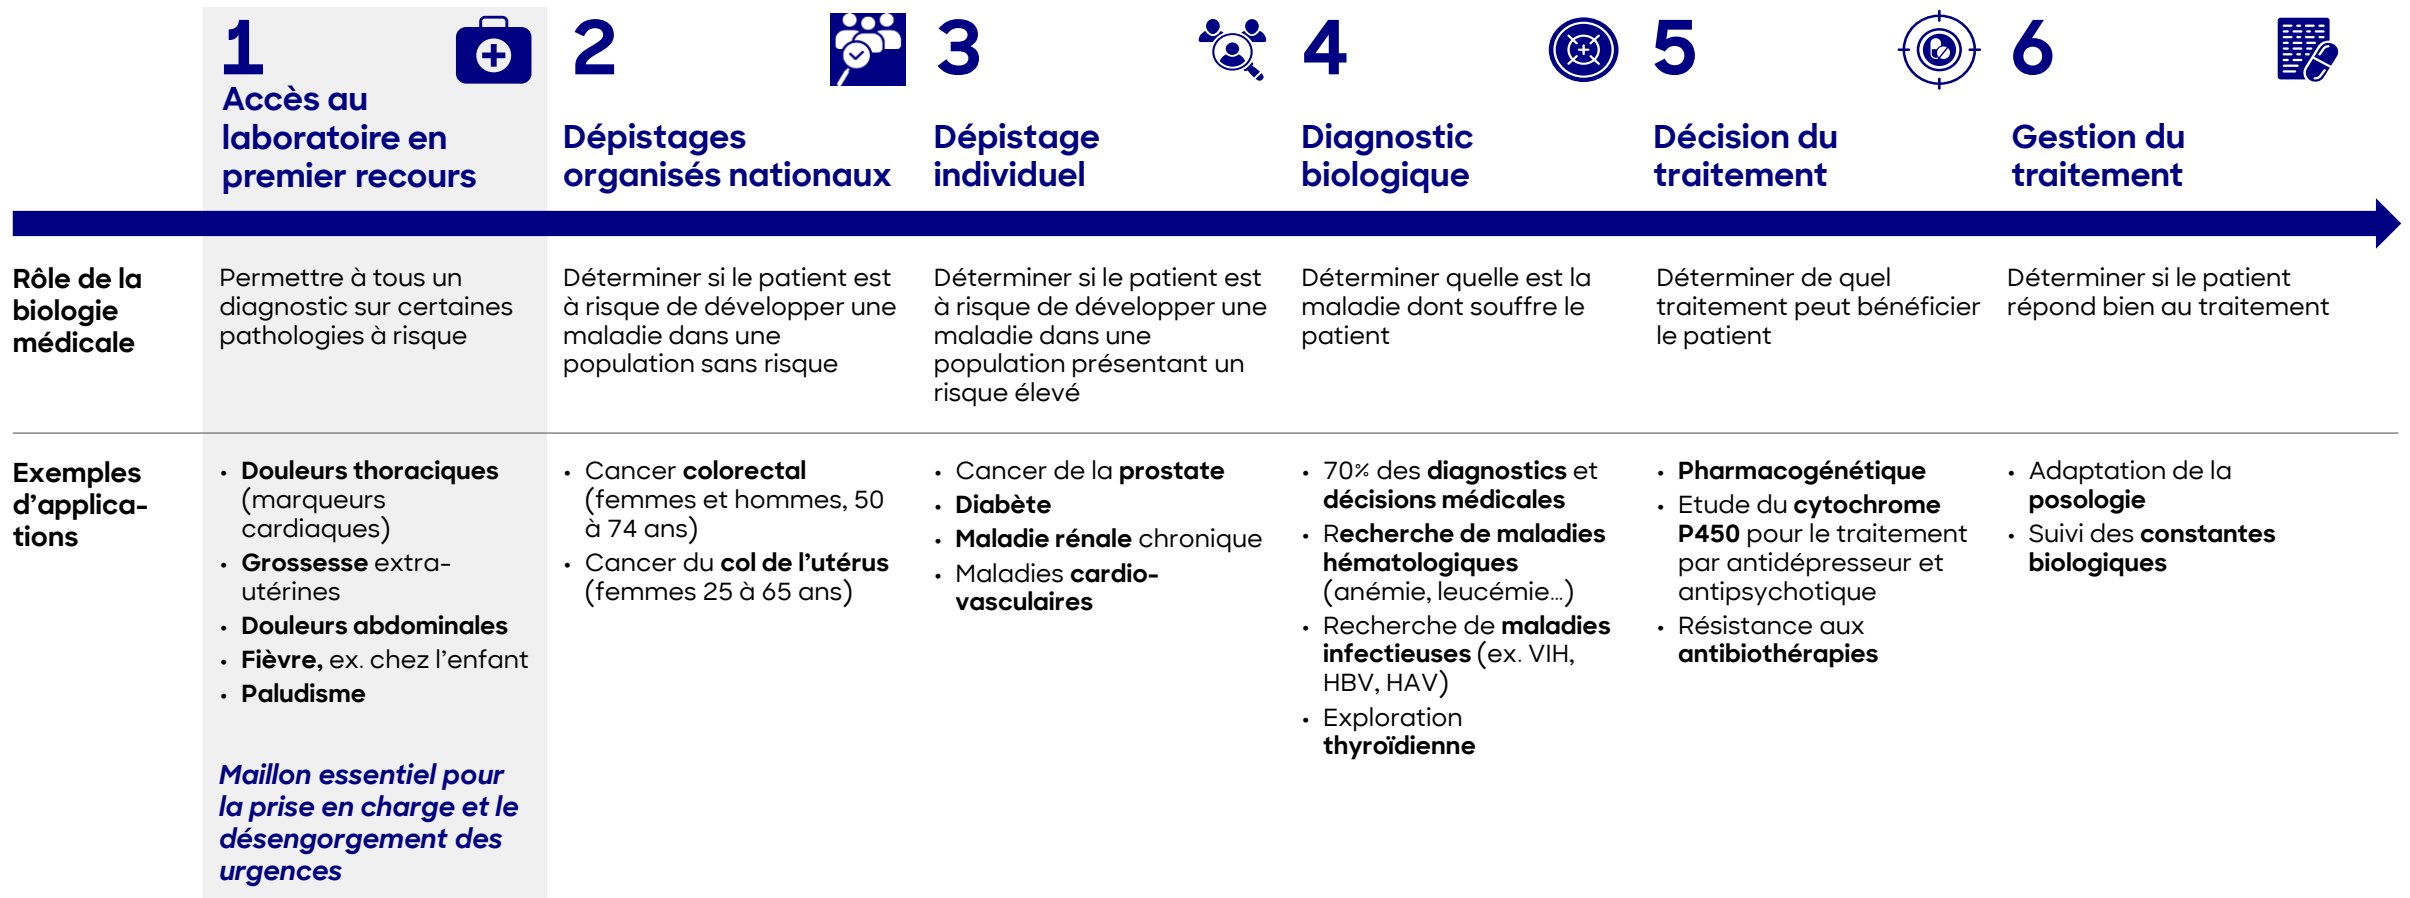 1
Accès au
laboratoire en
premier recours
2
Dépistages
organisés nationaux
3
Dépistage
individuel
4
Diagnostic
biologique
5
Décision du
traitement
6
Gestion du
traitement
Rôle de la
biologie
médicale
Permettre à tous un
diagnostic sur certaines
pathologies à risque
Déterminer si le patient est
à risque de développer une
maladie dans une
population sans risque
Déterminer si le patient est
à risque de développer une
maladie dans une
population présentant un
risque élevé
Déterminer quelle est la
maladie dont souffre le
patient
Déterminer de quel
traitement peut bénéficier
le patient
Déterminer si le patient
répond bien au traitement
Exemples
d’applica-
tions
• Douleurs thoraciques
(marqueurs
cardiaques)
• Grossesse extra-
utérines
• Douleurs abdominales
• Fièvre, ex. chez l’enfant
• Paludisme
Maillon essentiel pour
la prise en charge et le
désengorgement des
urgences
• Cancer colorectal
(femmes et hommes, 50
à 74 ans)
• Cancer du col de l’utérus
(femmes 25 à 65 ans)
• Cancer de la prostate
• Diabète
• Maladie rénale chronique
• Maladies cardio-
vasculaires
• 70% des diagnostics et
décisions médicales
• Recherche de maladies
hématologiques
(anémie, leucémie…)
• Recherche de maladies
infectieuses (ex. VIH,
HBV, HAV)
• Exploration
thyroïdienne
• Pharmacogénétique
• Etude du cytochrome
P450 pour le traitement
par antidépresseur et
antipsychotique
• Résistance aux
antibiothérapies
• Adaptation de la
posologie
• Suivi des constantes
biologiques